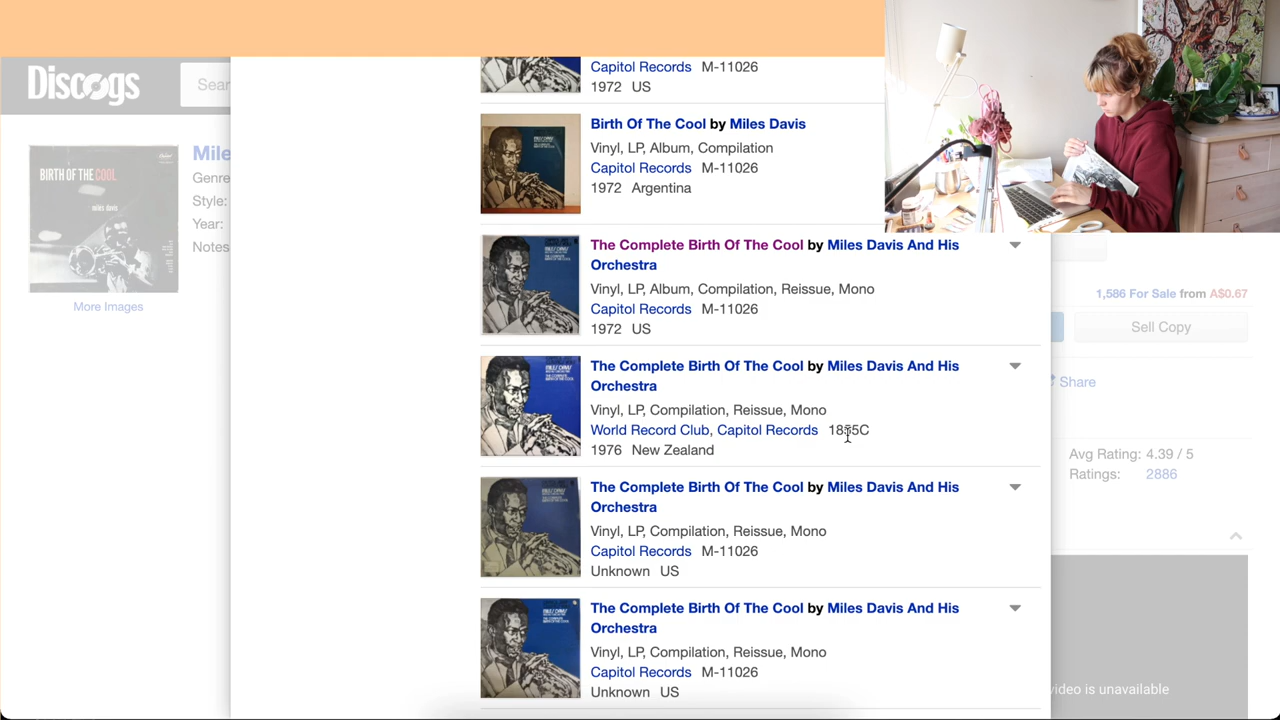 Discogs
Sear
Mile
Genre
Style:
Year:
Notes
BIRTH OF THE COOL
miles davis
More Images
Capitol Records M-11026
1972 US
Birth Of The Cool by Miles Davis
Vinyl, LP, Album, Compilation
Capitol Records M-11026
1972 Argentina
The Complete Birth Of The Cool by Miles Davis And His
Orchestra
Vinyl, LP, Album, Compilation, Reissue, Mono
Capitol Records M-11026
1972 US
The Complete Birth Of The Cool by Miles Davis And His
Orchestra
Vinyl, LP, Compilation, Reissue, Mono
World Record Club, Capitol Records
1976 New Zealand
The Complete Birth Of The Cool by Miles Davis And His
Orchestra
Vinyl, LP, Compilation, Reissue, Mono
Capitol Records M-11026
Unknown US
The Complete Birth Of The Cool by Miles Davis And His
Orchestra
Vinyl, LP, Compilation, Reissue, Mono
Capitol Records M-11026
Unknown US
1,586 For Sale from A$0.67
Sell Copy
Share
Avg Rating: 4.39 / 5
Ratings: 2886
video is unavailable